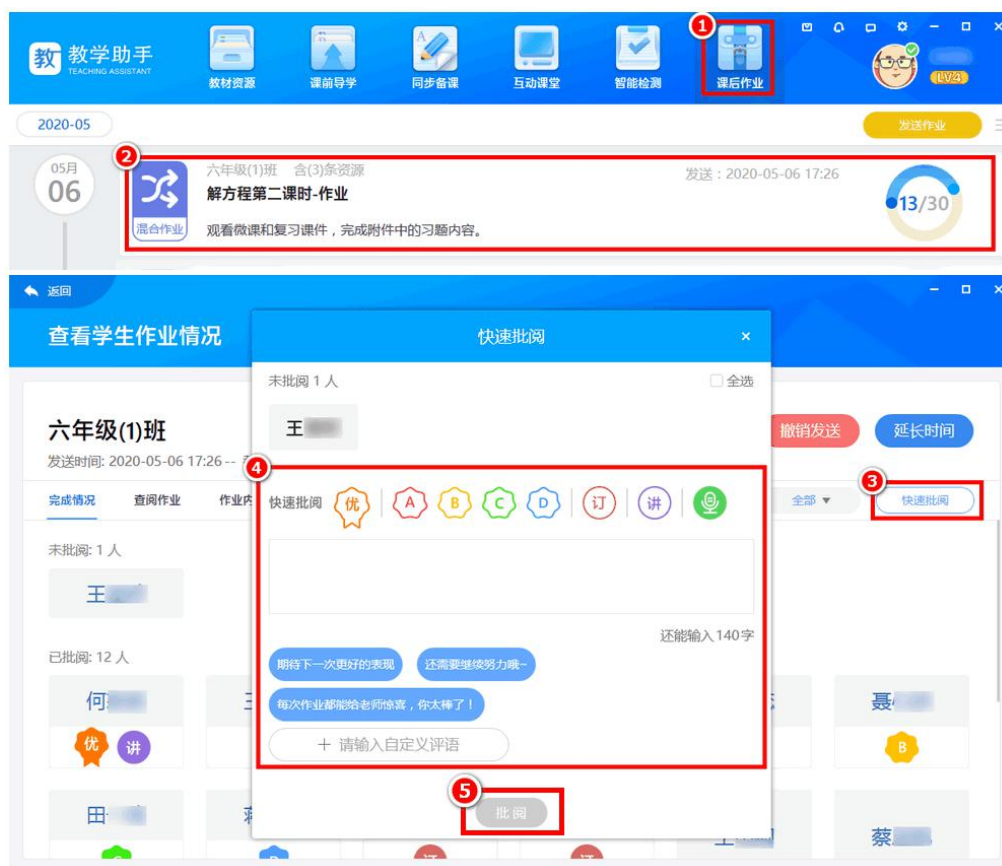 1
教 教学助手
TEACHING ASSISTANT
教材资源 课前导学 同步备课 互动课堂 智能检测 课后作业
LV4
2020-05 发送作业
05月
06
2
混合作业
六年级(1)班 含(3)条资源
解方程第二课时-作业
观看微课和复习课件，完成附件中的习题内容。
发送：2020-05-06 17:26
13/30
返回
查看学生作业情况
快速批阅 ×
未批阅 1 人 全选
王
六年级(1)班
撤销发送 延长时间
发送时间: 2020-05-06 17:26 --
4
3
完成情况 查阅作业
全部 快速批阅
快速批阅 优 A B C D 订 讲
未批阅: 1 人
王
还能输入 140 字
已批阅: 12 人
期待下一次更好的表现 还需要继续努力哦~
每次作业都能给老师惊喜，你太棒了！
+ 请输入自定义评语
何
优 讲
聂
B
5
批阅
田
蔡